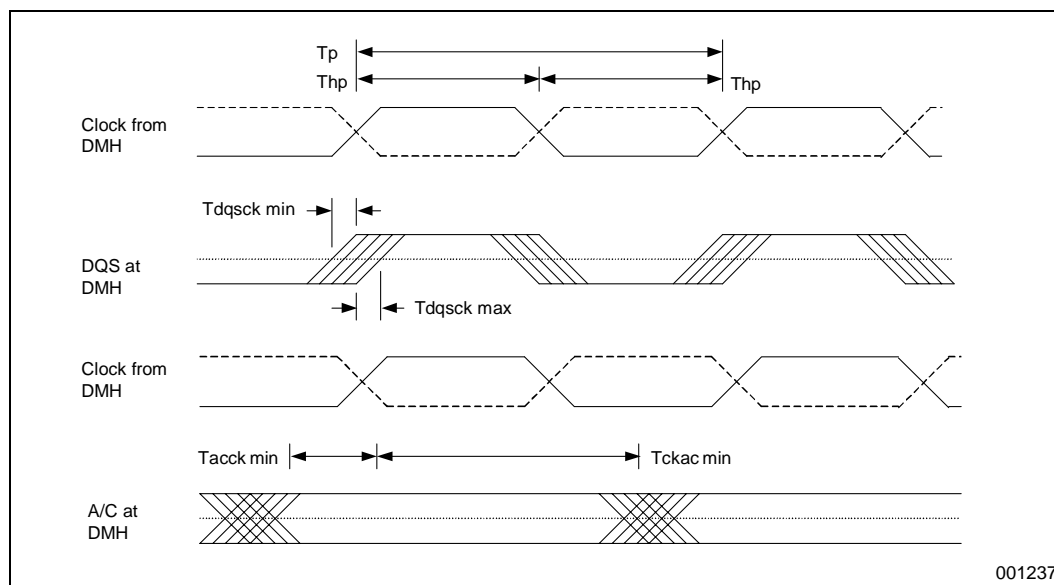 Tp
Thp
Thp
Clock from
DMH
Tdqsck min
DQS at
DMH
Tdqsck max
Clock from
DMH
Tacck min
Tckac min
A/C at
DMH
001237